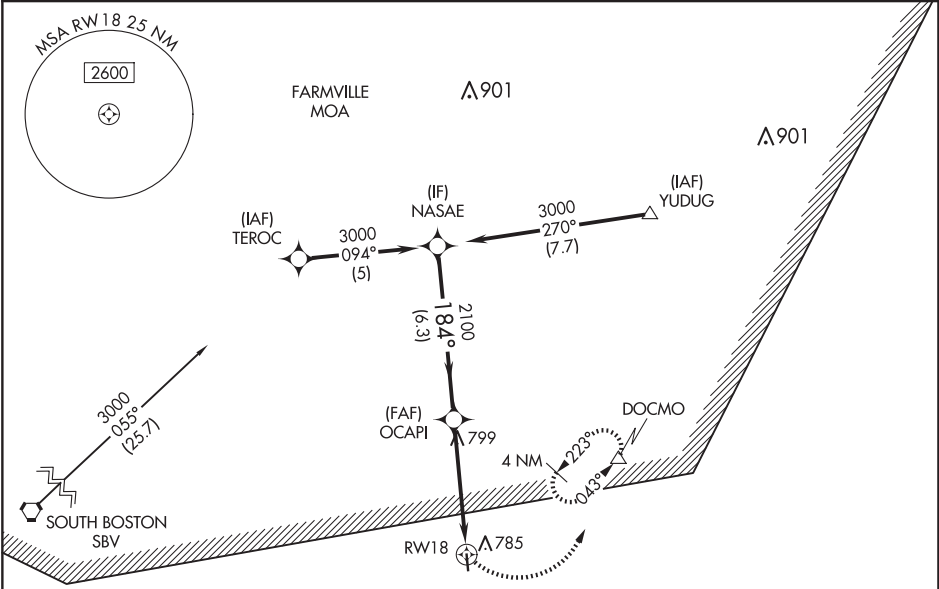 MSA RW18 25 NM
2600
FARMVILLE
MOA
901
901
(IAF)
TEROC
3000
094°
(5)
(IF)
NASAE
3000
270°
(7.7)
(IAF)
YUDUG
2100
184°
(6.3)
3000
055°
(25.7)
(FAF)
OCAPI
799
DOCMO
4 NM
223°
043°
SOUTH BOSTON
SBV
RW18
785